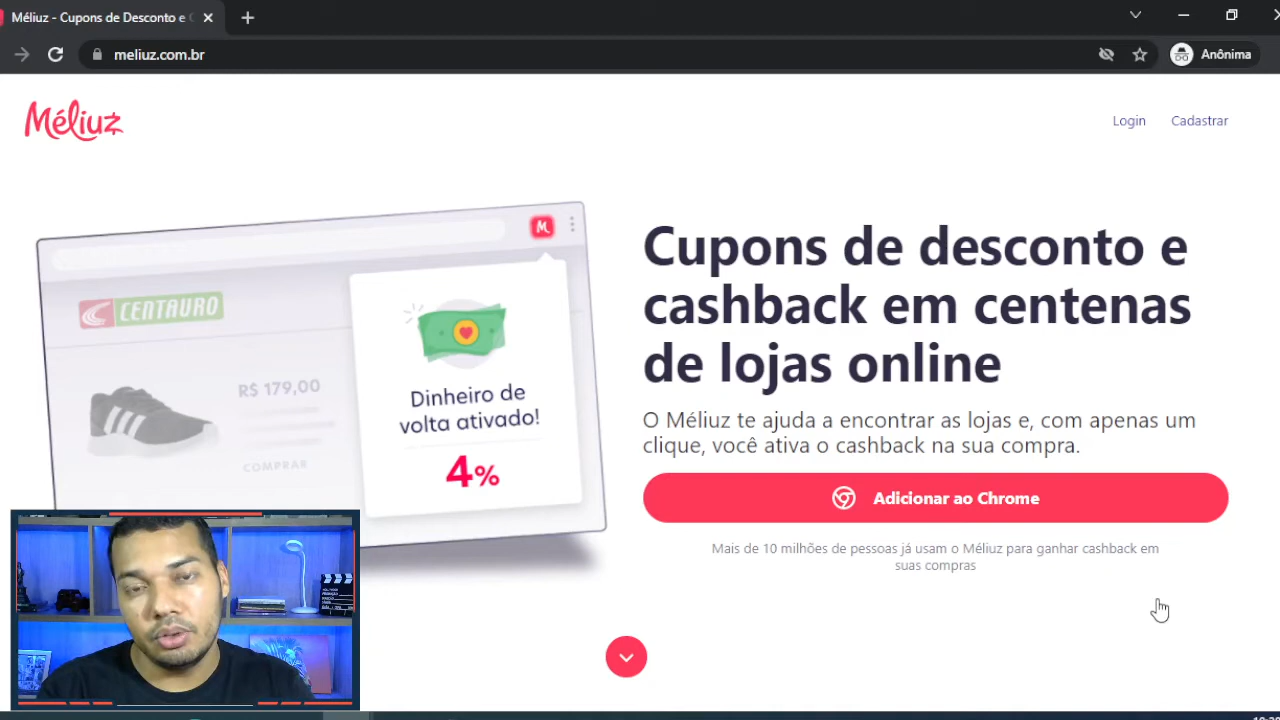 Méliuz - Cupons de Desconto e C
meliuz.com.br
Anônima
Méliuz
Login
Cadastrar
M
CENTAURO
R$ 179,00
COMPRAR
Dinheiro de
volta ativado!
4%
Cupons de desconto e
cashback em centenas
de lojas online
O Méliuz te ajuda a encontrar as lojas e, com apenas um
clique, você ativa o cashback na sua compra.
Adicionar ao Chrome
Mais de 10 milhões de pessoas já usam o Méliuz para ganhar cashback em
suas compras